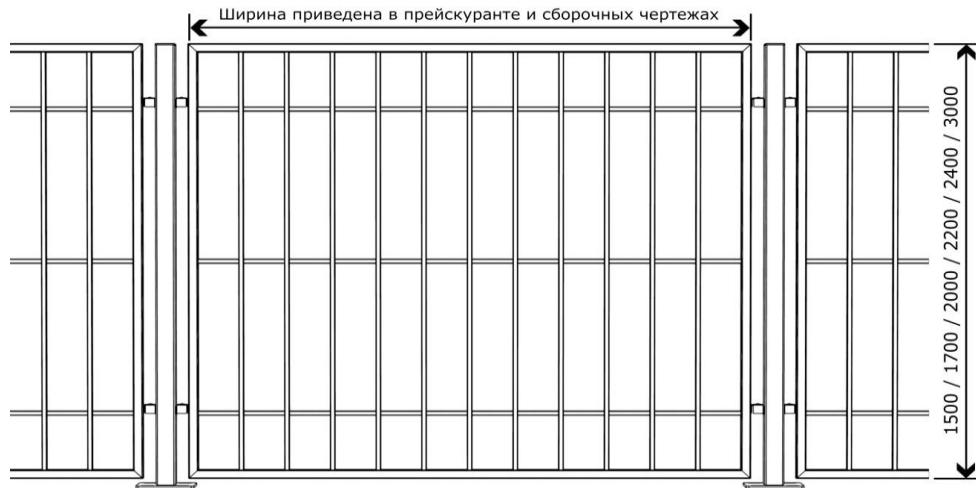 Ширина приведена в прейскуранте и сборочных чертежах
1500 / 1700 / 2000 / 2200 / 2400 / 3000